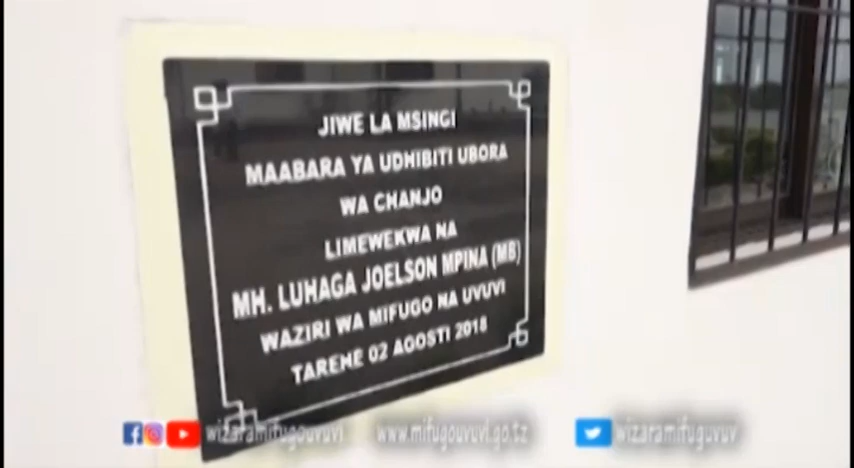 JIWE LA MSINGI
MAABARA YA UDHIBITI UBORA
WA CHANJO
LIMEWEKWA NA
MH. LUHAGA JOELSON MPINA (MB)
WAZIRI WA MIFUGO NA UVUVI
TAREHE 02 AGOSTI 2018
wizaramifugouvuvi www.mifugouvuvi.go.tz wizaramifuguvuv